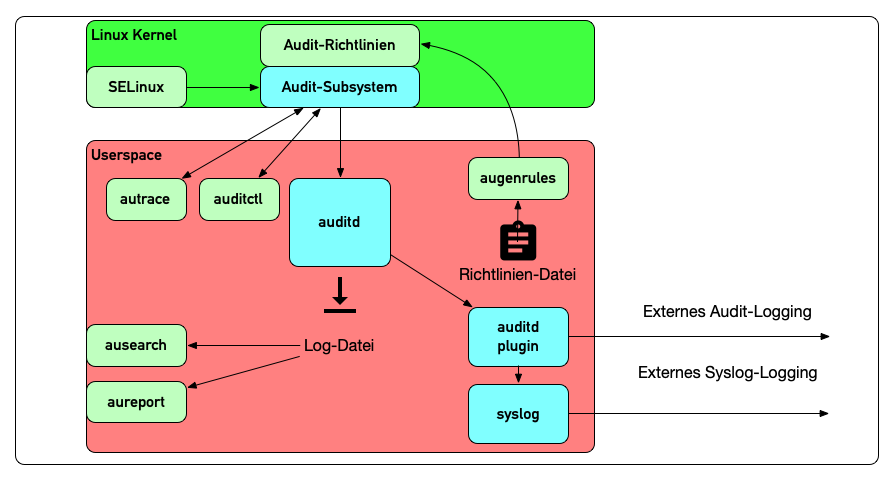 Linux Kernel
Audit-Richtlinien
SELinux
Audit-Subsystem
Userspace
autrace
auditctl
auditd
augenrules
Richtlinien-Datei
auditd
plugin
Externes Audit-Logging
ausearch
Log-Datei
Externes Syslog-Logging
aureport
syslog